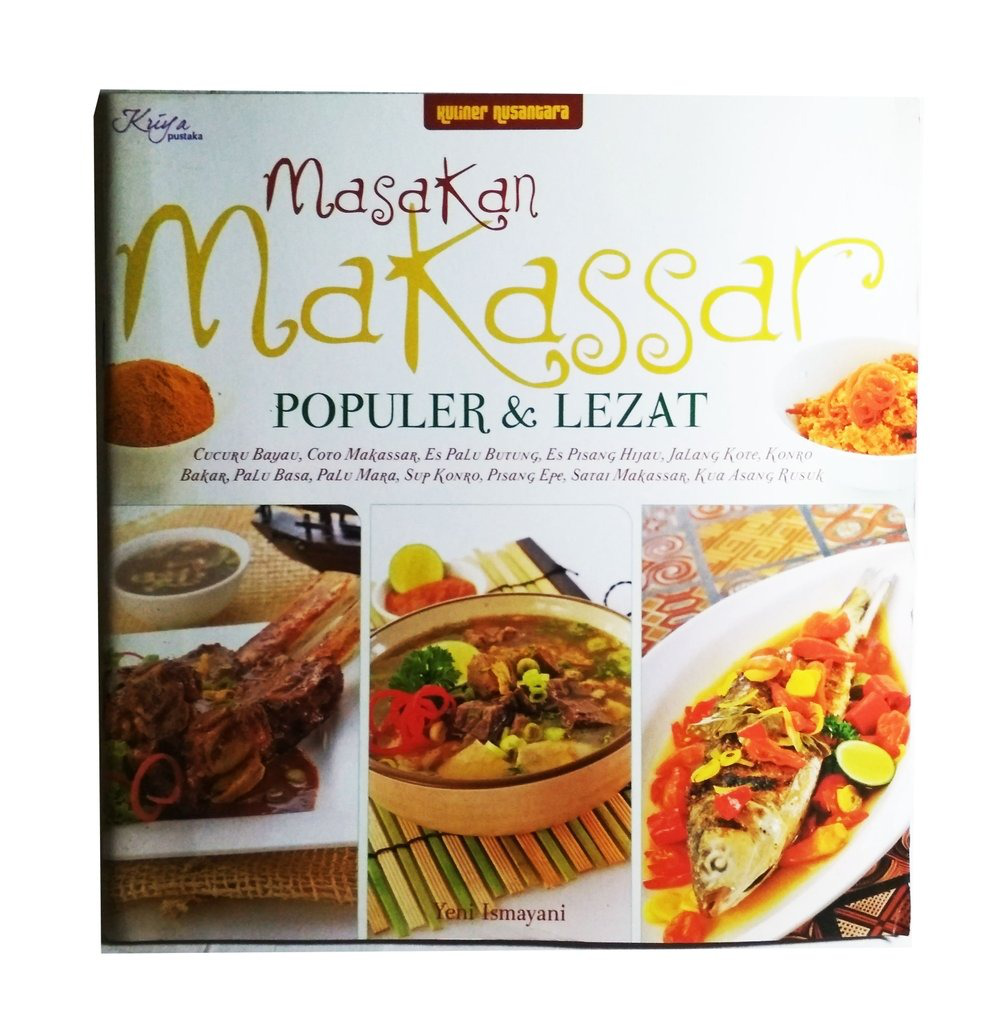 Kriya
pustaka
Kuliner Nusantara
Masakan
Makassar
POPULER & LEZAT
Cucuru Bayau, Coto Makassar, Es Palu Butung, Es Pisang Hijau, Jalang Kote, Konro
Bakar, Palu Basa, Palu Mara, Sup Konro, Pisang Epe, Satai Makassar, Kua Asang Rusuk
Yeni Ismayani